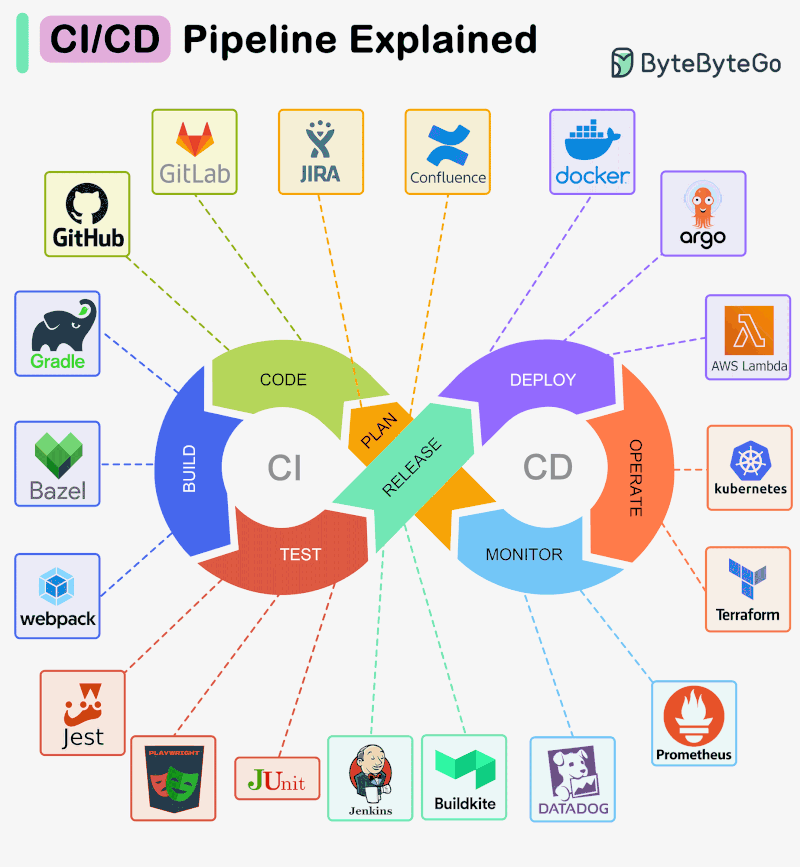 CI/CD Pipeline Explained
ByteByteGo
GitLab
JIRA
Confluence
docker
GitHub
argo
Gradle
AWS Lambda
CODE
DEPLOY
PLAN
BUILD
CI
RELEASE
CD
OPERATE
Bazel
kubernetes
TEST
MONITOR
webpack
Terraform
Jest
PLAYWRIGHT
JUnit
Jenkins
Buildkite
DATADOG
Prometheus